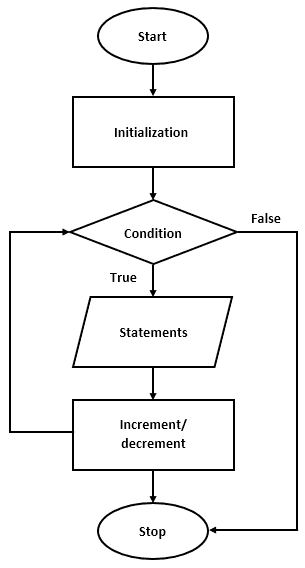 Start
Initialization
Condition
False
True
Statements
Increment/
decrement
Stop